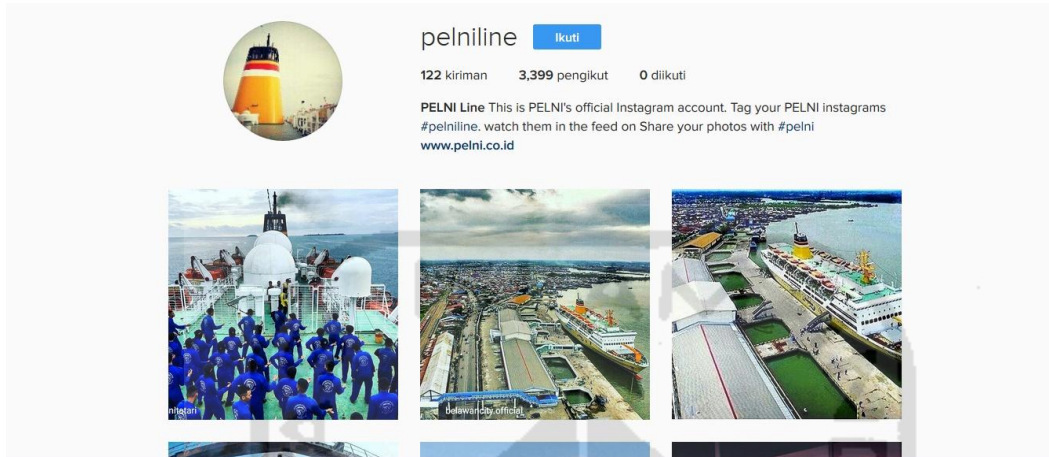 pelniline Ikuti
122 kiriman 3,399 pengikut 0 diikuti
PELNI Line This is PELNI's official Instagram account. Tag your PELNI instagrams
#pelniline. watch them in the feed on Share your photos with #pelni
www.pelni.co.id
belawancity.official